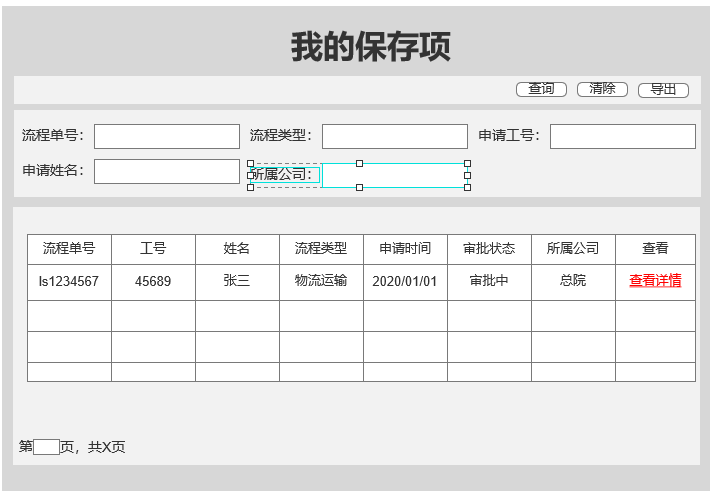 我的保存项
查询 清除 导出
流程单号： 流程类型： 申请工号：
申请姓名： 所属公司：
流程单号 工号 姓名 流程类型 申请时间 审批状态 所属公司 查看
ls1234567 45689 张三 物流运输 2020/01/01 审批中 总院 查看详情
第 页，共X页